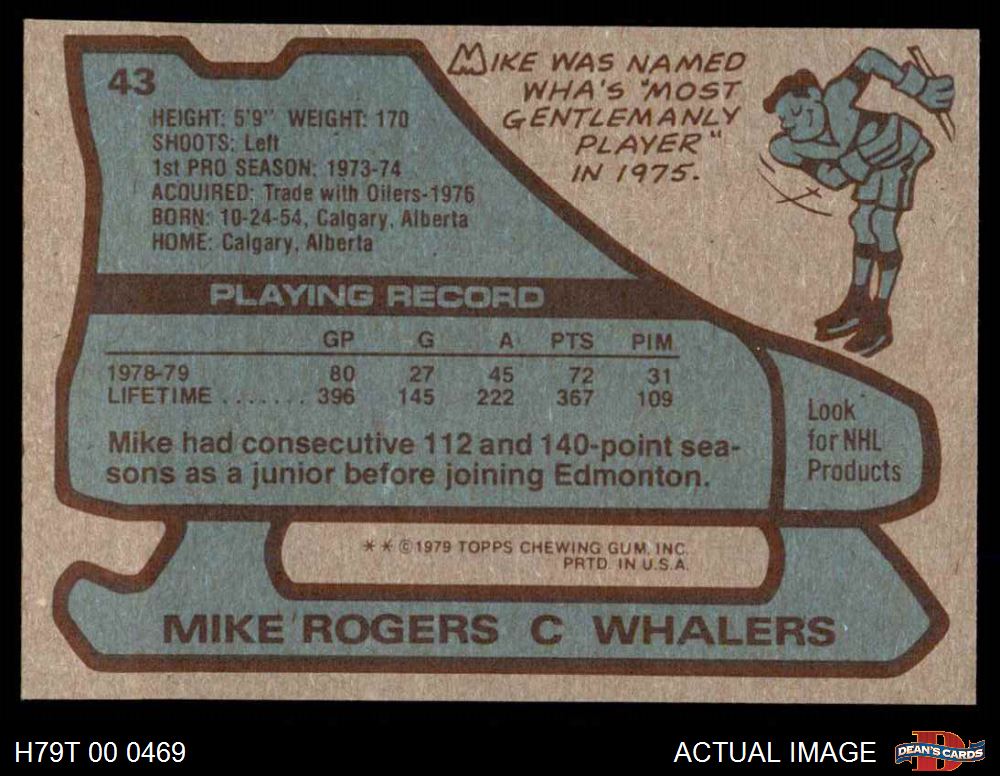 43
HEIGHT: 5'9" WEIGHT: 170
SHOOTS: Left
1st PRO SEASON: 1973-74
ACQUIRED: Trade with Oilers-1976
BORN: 10-24-54, Calgary, Alberta
HOME: Calgary, Alberta
MIKE WAS NAMED
WHA'S "MOST
GENTLEMANLY
PLAYER"
IN 1975.
PLAYING RECORD
GP G A PTS PIM
1978-79 80 27 45 72 31
LIFETIME ....... 396 145 222 367 109
Mike had consecutive 112 and 140-point sea-
sons as a junior before joining Edmonton.
Look
for NHL
Products
* * © 1979 TOPPS CHEWING GUM, INC.
PRTD. IN U.S.A.
MIKE ROGERS C WHALERS
H79T 00 0469
ACTUAL IMAGE
DEAN'S CARDS